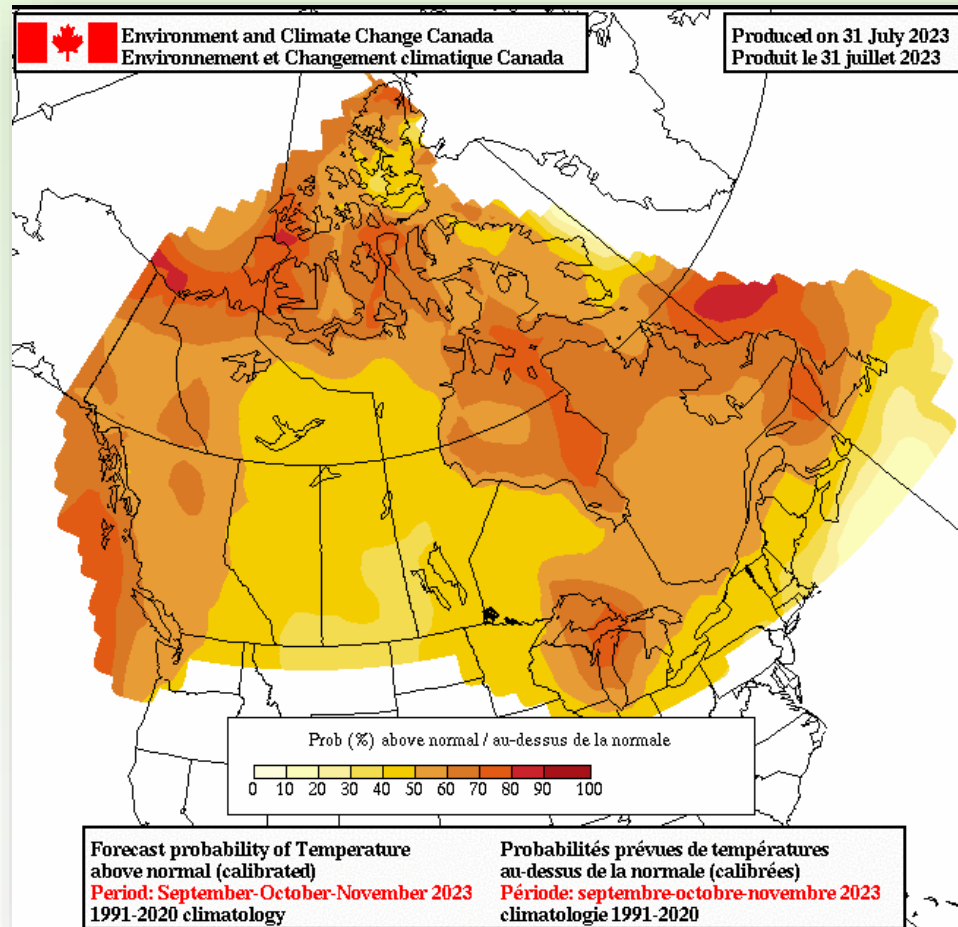 Environment and Climate Change Canada
Environnement et Changement climatique Canada
Produced on 31 July 2023
Produit le 31 juillet 2023
Prob (%) above normal / au-dessus de la normale
0 10 20 30 40 50 60 70 80 90 100
Forecast probability of Temperature
above normal (calibrated)
Period: September-October-November 2023
1991-2020 climatology
Probabilités prévues de températures
au-dessus de la normale (calibrées)
Période: septembre-octobre-novembre 2023
climatologie 1991-2020